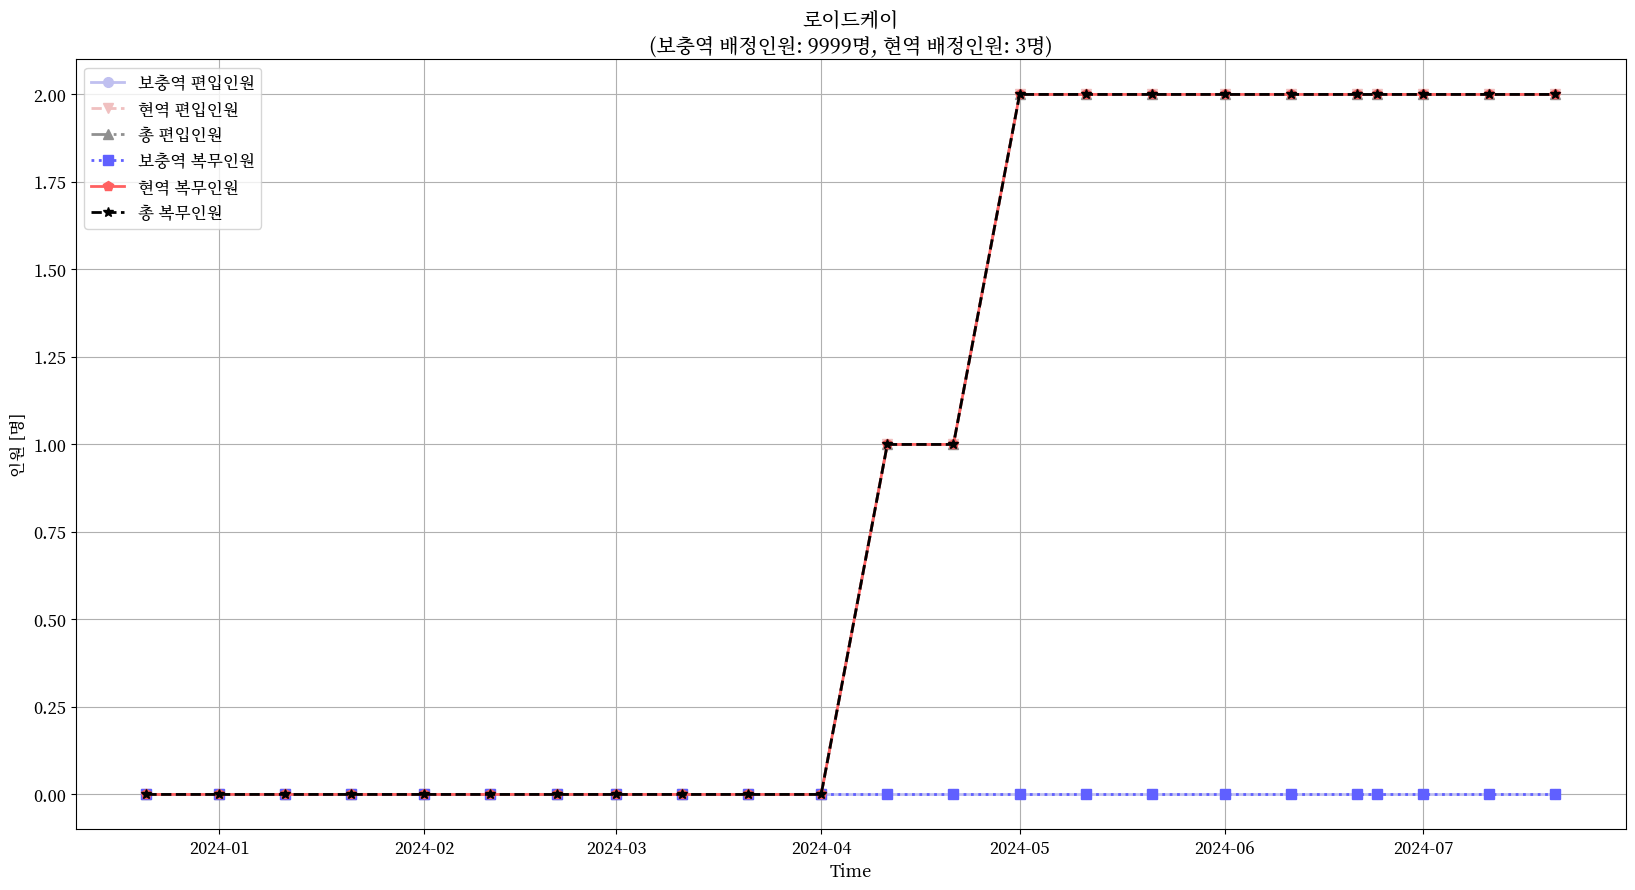 로이드케이
(보충역 배정인원: 9999명, 현역 배정인원: 3명)
보충역 편입인원
현역 편입인원
총 편입인원
보충역 복무인원
현역 복무인원
총 복무인원
2.00
1.75
1.50
1.25
1.00
0.75
0.50
0.25
0.00
인원 [명]
2024-01 2024-02 2024-03 2024-04 2024-05 2024-06 2024-07
Time